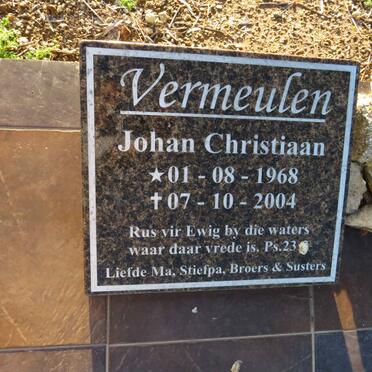 Vermeulen
Johan Christiaan
★01 - 08 - 1968
✝07 - 10 - 2004
Rus vir Ewig by die waters
waar daar vrede is. Ps.23:
Liefde Ma, Stiefpa, Broers & Susters